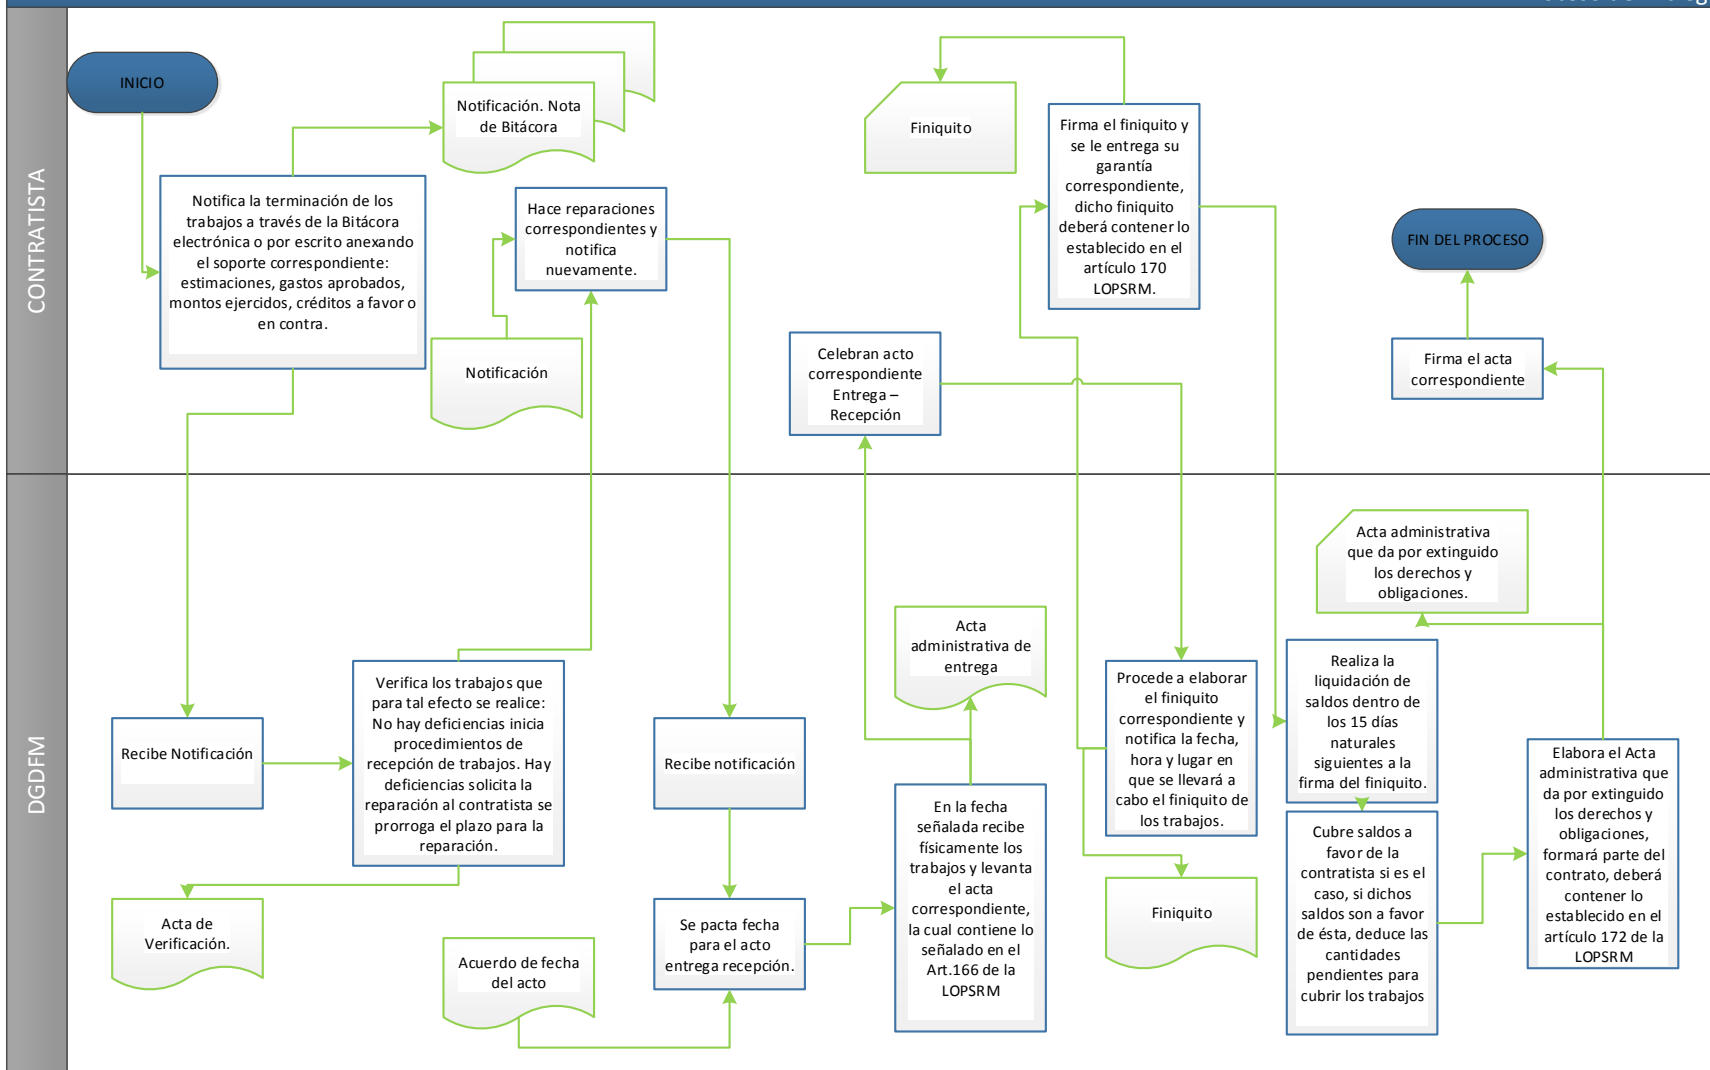 CONTRATISTA
INICIO
Notificación. Nota
de Bitácora
Notifica la terminación de los
trabajos a través de la Bitácora
electrónica o por escrito anexando
el soporte correspondiente:
estimaciones, gastos aprobados,
montos ejercidos, créditos a favor o
en contra.
Hace reparaciones
correspondientes y
notifica
nuevamente.
Notificación
Celebran acto
correspondiente
Entrega –
Recepción
Finiquito
Firma el finiquito y
se le entrega su
garantía
correspondiente,
dicho finiquito
deberá contener lo
establecido en el
artículo 170
LOPSRM.
FIN DEL PROCESO
Firma el acta
correspondiente
DGDFM
Recibe Notificación
Verifica los trabajos que
para tal efecto se realice:
No hay deficiencias inicia
procedimientos de
recepción de trabajos. Hay
deficiencias solicita la
reparación al contratista se
prorroga el plazo para la
reparación.
Acta de
Verificación.
Acuerdo de fecha
del acto
Recibe notificación
Se pacta fecha
para el acto
entrega recepción.
Acta
administrativa de
entrega
En la fecha
señalada recibe
físicamente los
trabajos y levanta
el acta
correspondiente,
la cual contiene lo
señalado en el
Art.166 de la
LOPSRM
Procede a elaborar
el finiquito
correspondiente y
notifica la fecha,
hora y lugar en
que se llevará a
cabo el finiquito de
los trabajos.
Finiquito
Acta administrativa
que da por extinguido
los derechos y
obligaciones.
Realiza la
liquidación de
saldos dentro de
los 15 días
naturales
siguientes a la
firma del finiquito.
Cubre saldos a
favor de la
contratista si es el
caso, si dichos
saldos son a favor
de ésta, deduce las
cantidades
pendientes para
cubrir los trabajos
Elabora el Acta
administrativa que
da por extinguido
los derechos y
obligaciones,
formará parte del
contrato, deberá
contener lo
establecido en el
artículo 172 de la
LOPSRM